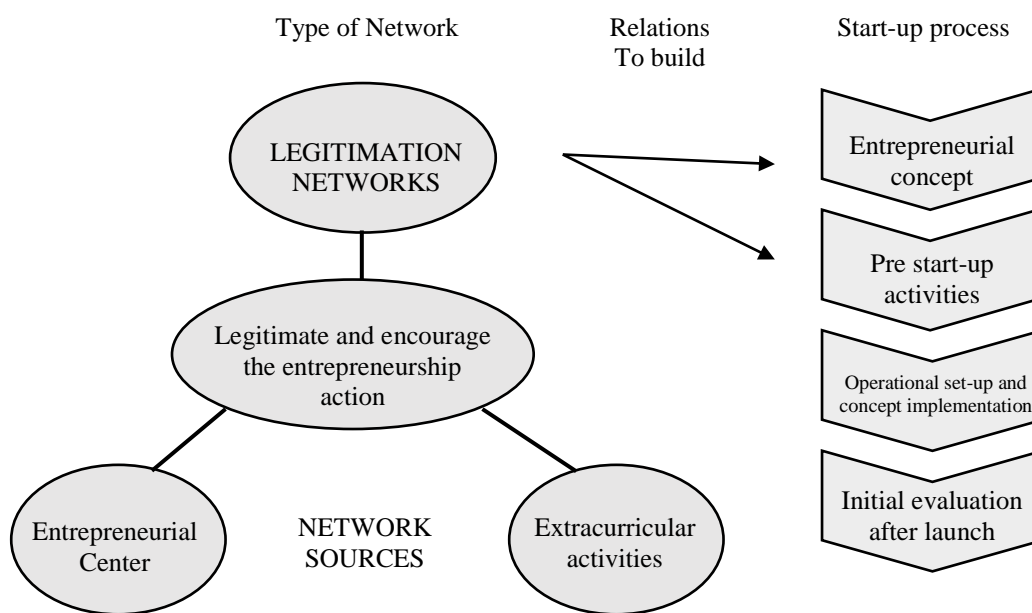 Type of Network
Relations
To build
Start-up process
LEGITIMATION
NETWORKS
Entrepreneurial
concept
Pre start-up
activities
Legitimate and encourage
the entrepreneurship
action
Operational set-up and
concept implementation
Entrepreneurial
Center
NETWORK
SOURCES
Extracurricular
activities
Initial evaluation
after launch